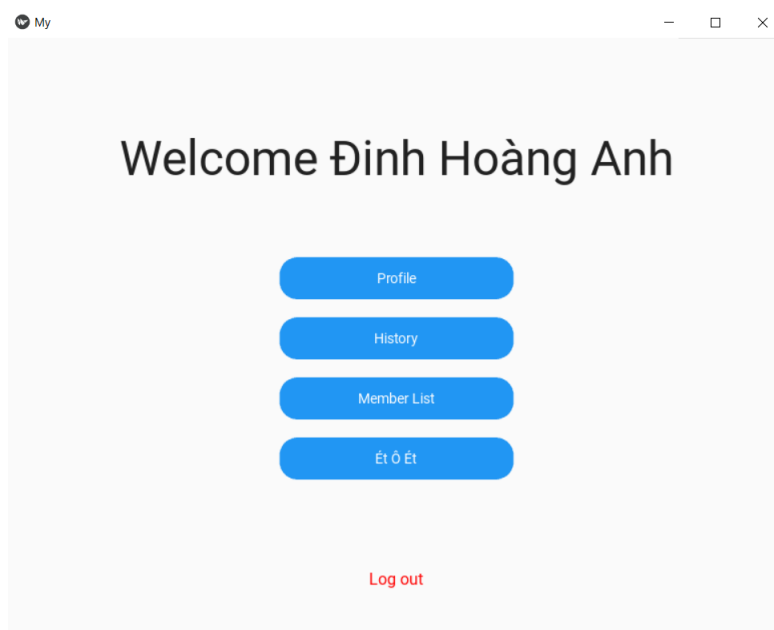 My
Welcome Đinh Hoàng Anh
Profile
History
Member List
Ét Ô Ét
Log out